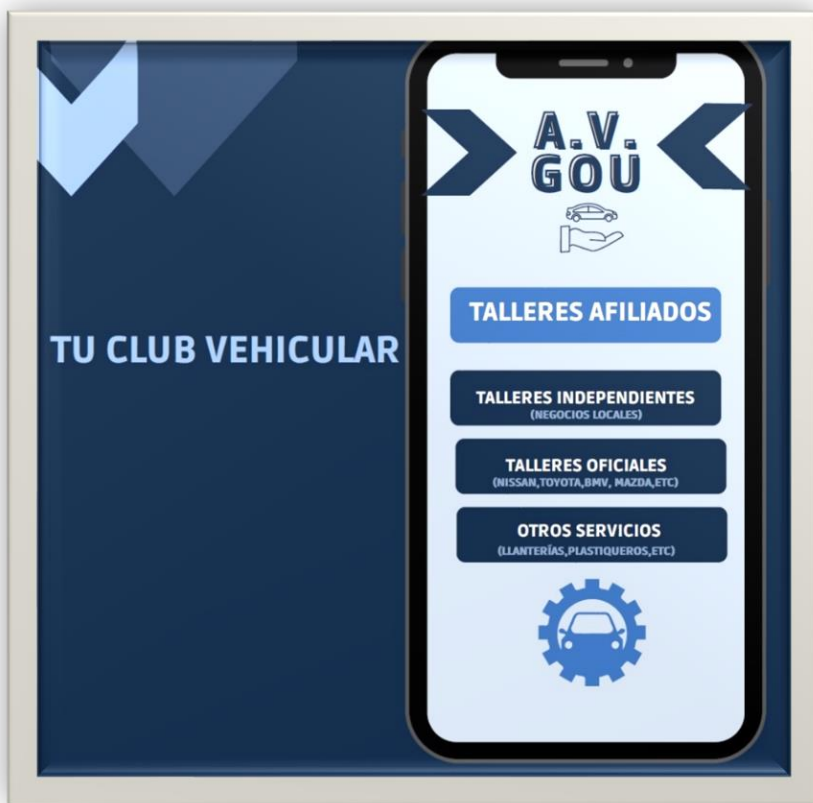 TU CLUB VEHICULAR
A.V.
GOU
TALLERES AFILIADOS
TALLERES INDEPENDIENTES
(NEGOCIOS LOCALES)
TALLERES OFICIALES
(NISSAN,TOYOTA,BMV, MAZDA,ETC)
OTROS SERVICIOS
(LLANTERÍAS,PLASTIQUEROS,ETC)